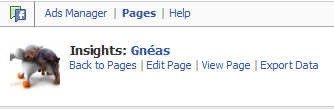 Ads Manager | Pages | Help
Insights: Gnéas
Back to Pages | Edit Page | View Page | Export Data